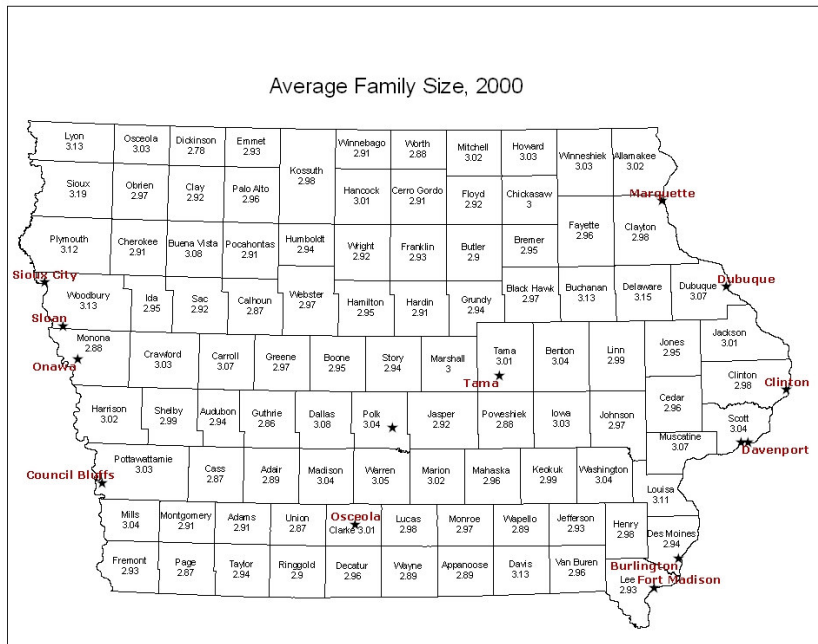 Average Family Size, 2000
Lyon
3.13
Osceola
3.03
Dickinson
2.78
Emmet
2.93
Kossuth
2.98
Winnebago
2.91
Worth
2.88
Mitchell
3.02
Howard
3.03
Winneshiek
3.03
Allamakee
3.02
Sioux
3.19
Obrien
2.97
Clay
2.92
Palo Alto
2.96
Hancock
3.01
Cerro Gordo
2.91
Floyd
2.92
Chickasaw
3
Marquette
Plymouth
3.12
Cherokee
2.91
Buena Vista
3.08
Pocahontas
2.91
Humboldt
2.94
Wright
2.92
Franklin
2.93
Butler
2.9
Bremer
2.95
Fayette
2.96
Clayton
2.98
Sioux City
Woodbury
3.13
Ida
2.95
Sac
2.92
Calhoun
2.87
Webster
2.97
Hamilton
2.95
Hardin
2.91
Grundy
2.94
Black Hawk
2.97
Buchanan
3.13
Delaware
3.15
Dubuque
3.07
Dubuque
Sloan
Monona
2.88
Onawa
Crawford
3.03
Carroll
3.07
Greene
2.97
Boone
2.95
Story
2.94
Marshall
3
Tama
3.01
Tama
Benton
3.04
Linn
2.99
Jones
2.95
Jackson
3.01
Clinton
2.98
Clinton
Harrison
3.02
Shelby
2.99
Audubon
2.94
Guthrie
2.86
Dallas
3.08
Polk
3.04
Jasper
2.92
Poweshiek
2.88
Iowa
3.03
Johnson
2.97
Cedar
2.96
Scott
3.04
Davenport
Muscatine
3.07
Pottawattamie
3.03
Council Bluffs
Cass
2.87
Adair
2.89
Madison
3.04
Warren
3.05
Marion
3.02
Mahaska
2.96
Keokuk
2.99
Washington
3.04
Louisa
3.11
Mills
3.04
Montgomery
2.91
Adams
2.91
Union
2.87
Osceola
Clarke 3.01
Lucas
2.98
Monroe
2.97
Wapello
2.89
Jefferson
2.93
Henry
2.98
Des Moines
2.94
Burlington
Fremont
2.93
Page
2.87
Taylor
2.94
Ringgold
2.9
Decatur
2.96
Wayne
2.89
Appanoose
2.89
Davis
3.13
Van Buren
2.96
Lee
2.93
Fort Madison